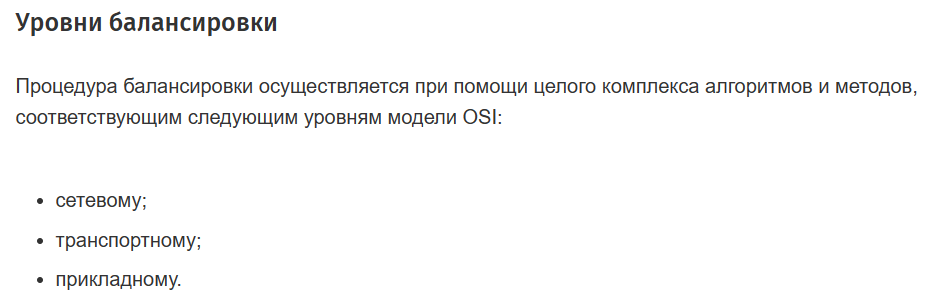 Уровни балансировки
Процедура балансировки осуществляется при помощи целого комплекса алгоритмов и методов,
соответствующим следующим уровням модели OSI:
• сетевому;
• транспортному;
• прикладному.